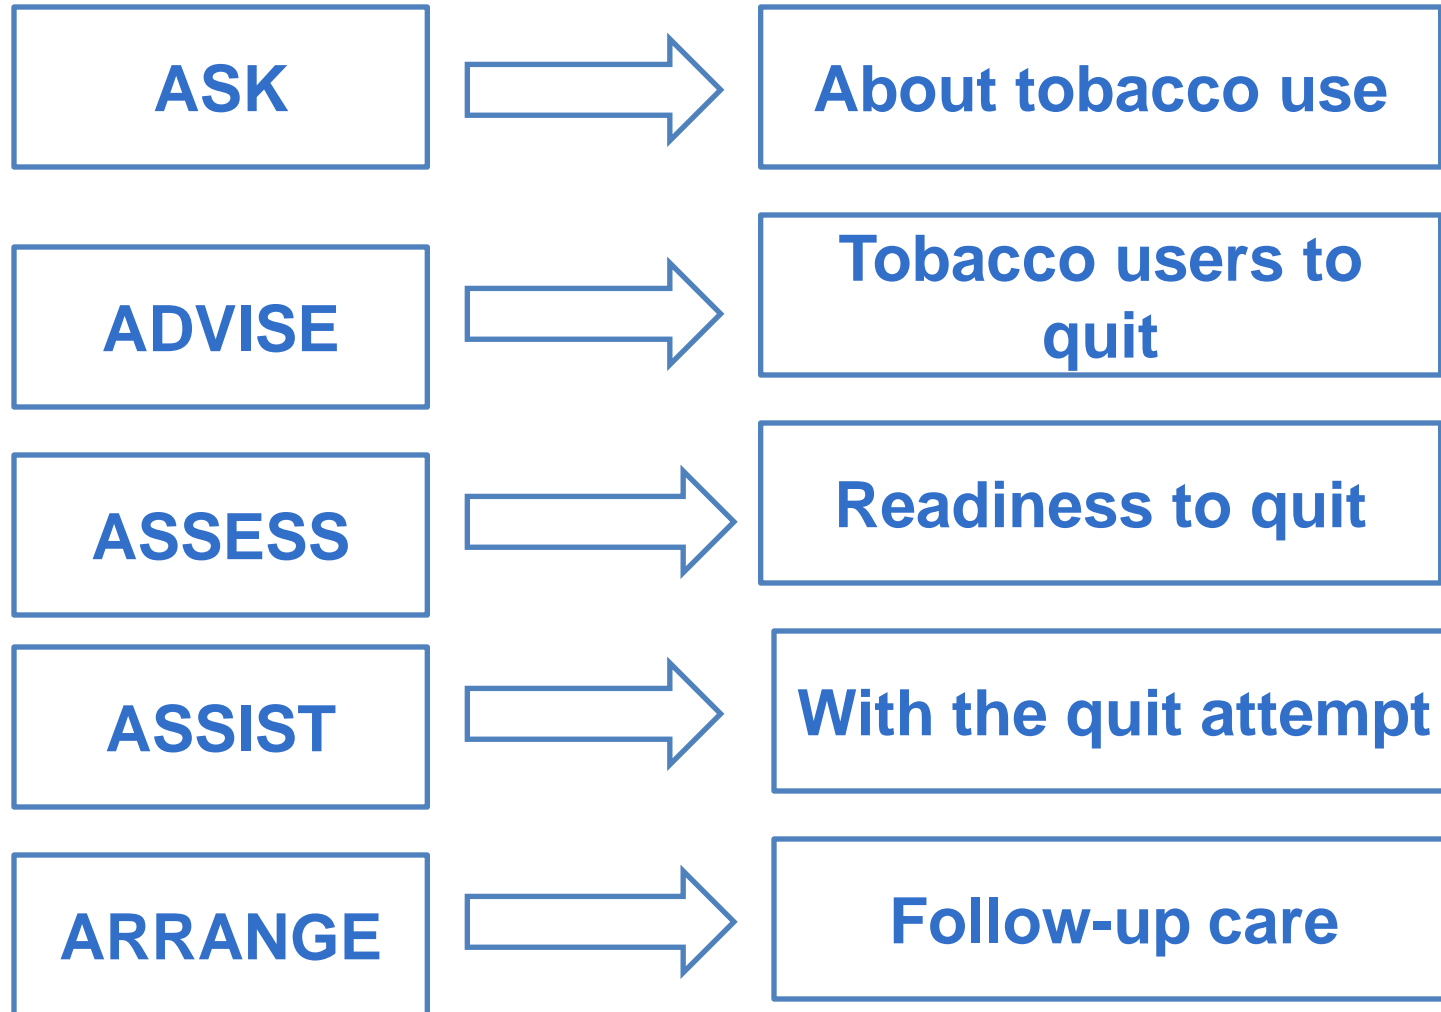 ASK
About tobacco use
ADVISE
Tobacco users to
quit
ASSESS
Readiness to quit
ASSIST
With the quit attempt
ARRANGE
Follow-up care